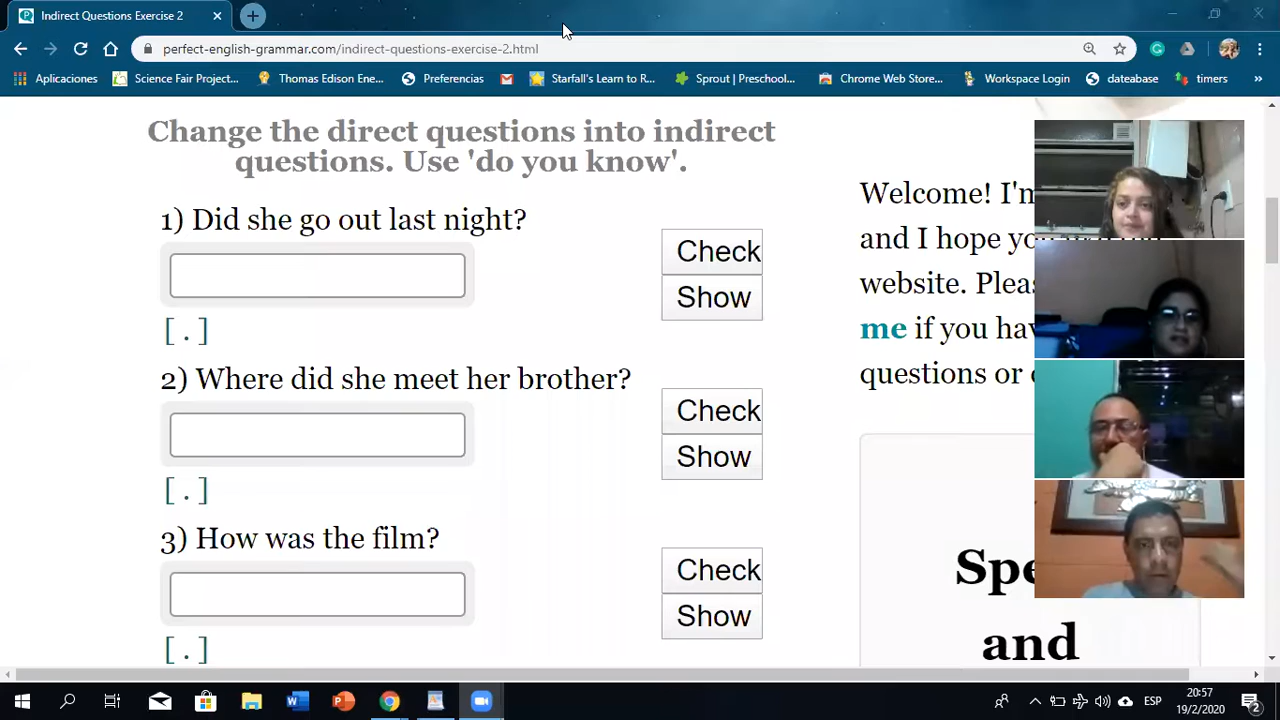 Indirect Questions Exercise 2
perfect-english-grammar.com/indirect-questions-exercise-2.html
Aplicaciones
Science Fair Project...
Thomas Edison Ene...
Preferencias
Starfall's Learn to R...
Sprout | Preschool...
Chrome Web Store
Workspace Login
dateabase
timers
»
Change the direct questions into indirect
questions. Use 'do you know'.
1) Did she go out last night?
Check
Show
[ . ]
2) Where did she meet her brother?
Check
Show
[ . ]
3) How was the film?
Check
Show
[ . ]
Welcome! I'm
and I hope you
website. Pleas
me if you hav
questions or
Spe
and
ESP
20:57
19/2/2020
2